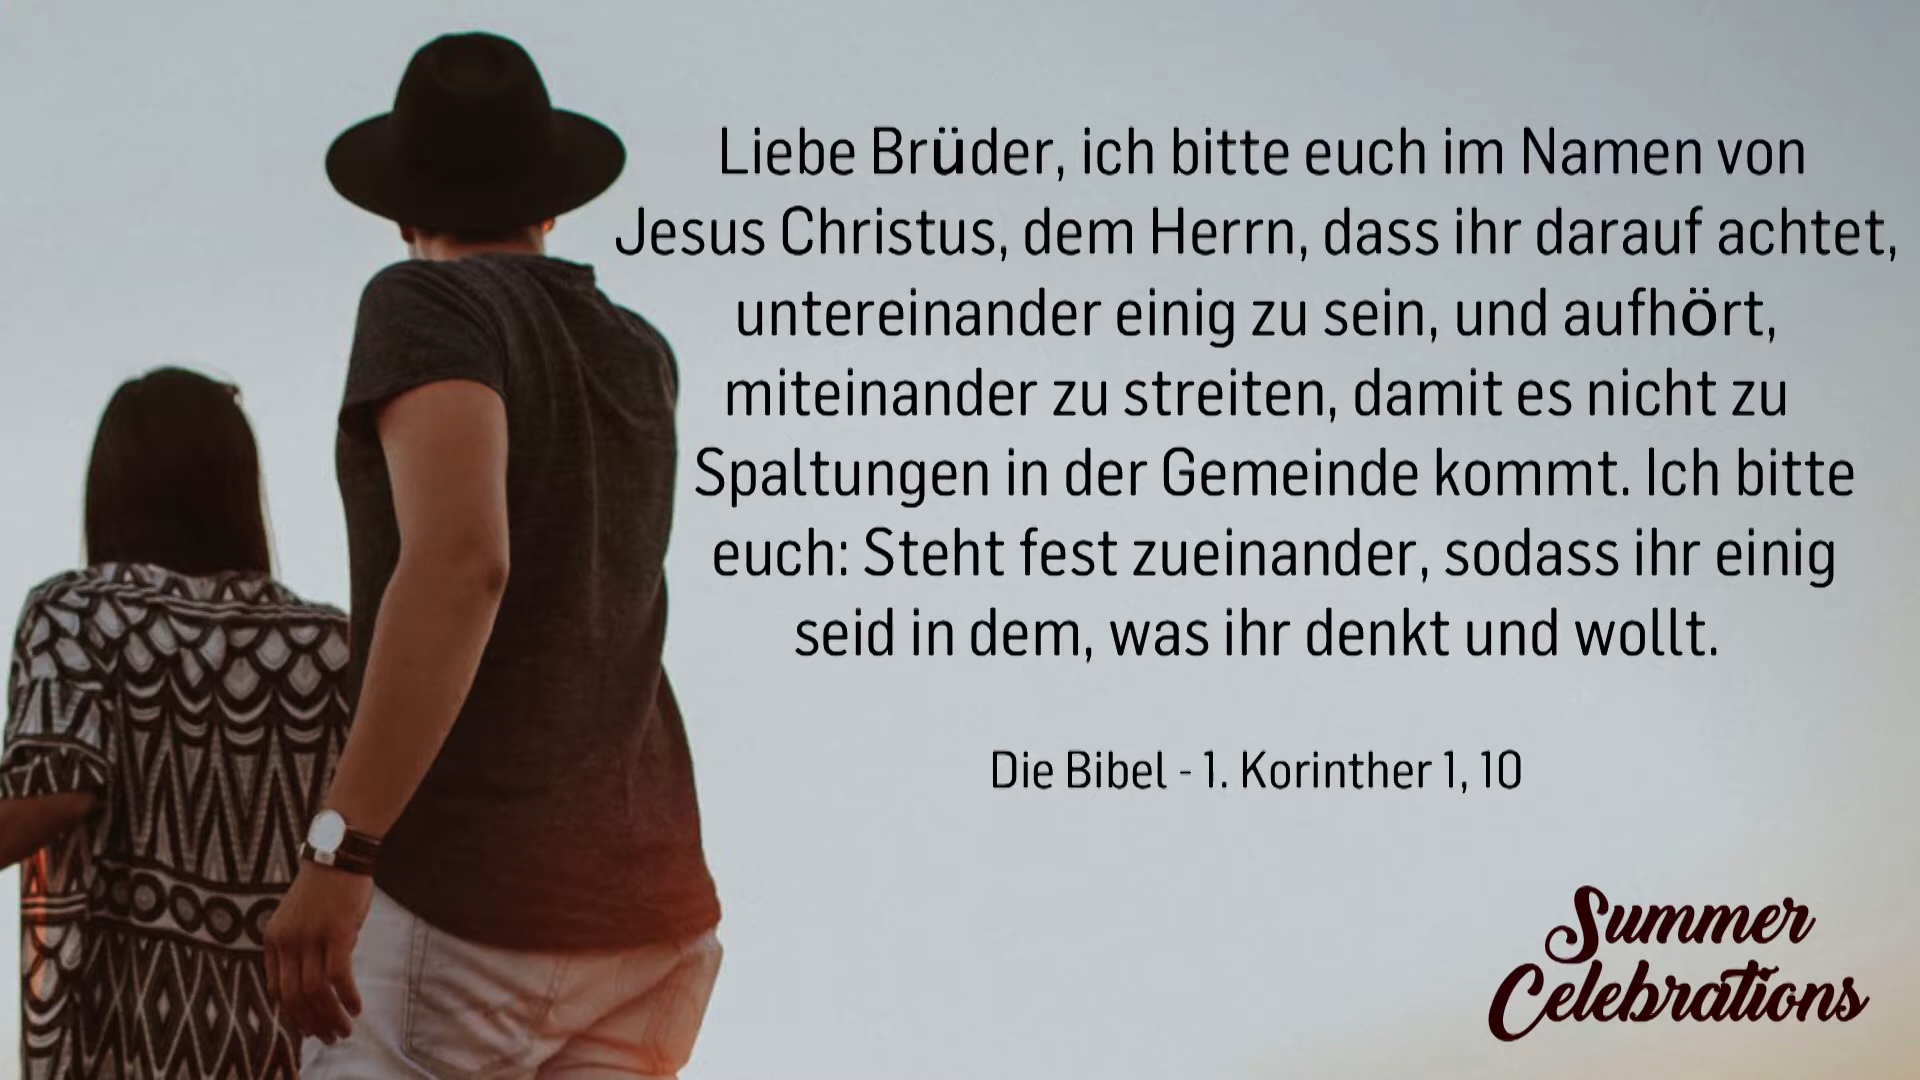 Liebe Brüder, ich bitte euch im Namen von
Jesus Christus, dem Herrn, dass ihr darauf achtet,
untereinander einig zu sein, und aufhört,
miteinander zu streiten, damit es nicht zu
Spaltungen in der Gemeinde kommt. Ich bitte
euch: Steht fest zueinander, sodass ihr einig
seid in dem, was ihr denkt und wollt.
Die Bibel - 1. Korinther 1, 10
Summer
Celebrations